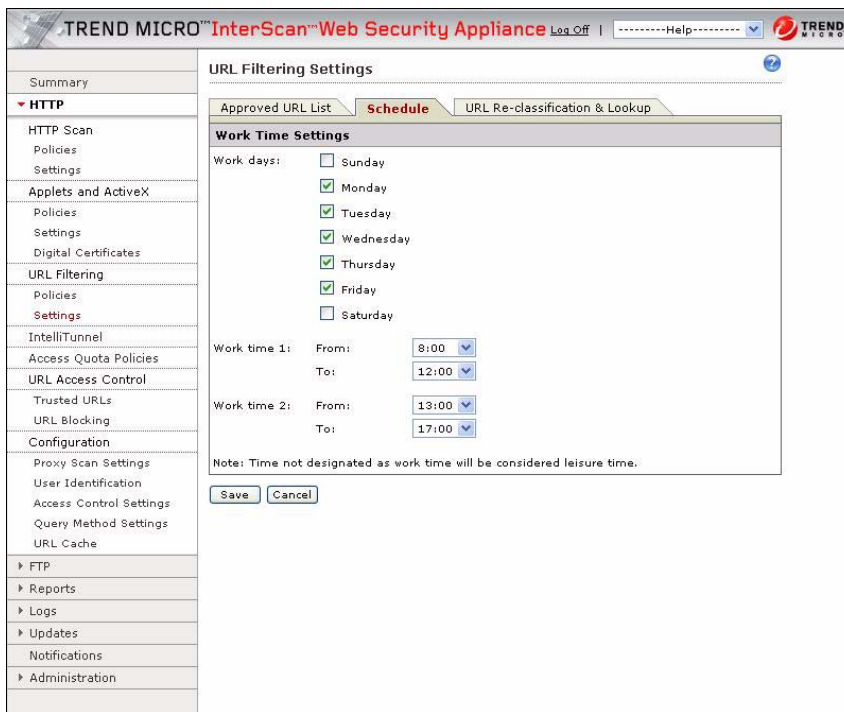 TREND MICRO™ InterScan™ Web Security Appliance Log Off | ---------Help--------- TREND MICRO
Summary
HTTP
HTTP Scan
Policies
Settings
Applets and ActiveX
Policies
Settings
Digital Certificates
URL Filtering
Policies
Settings
IntelliTunnel
Access Quota Policies
URL Access Control
Trusted URLs
URL Blocking
Configuration
Proxy Scan Settings
User Identification
Access Control Settings
Query Method Settings
URL Cache
FTP
Reports
Logs
Updates
Notifications
Administration
URL Filtering Settings
?
Approved URL List Schedule URL Re-classification & Lookup
Work Time Settings
Work days: Sunday
Monday
Tuesday
Wednesday
Thursday
Friday
Saturday
Work time 1: From: 8:00
To: 12:00
Work time 2: From: 13:00
To: 17:00
Note: Time not designated as work time will be considered leisure time.
Save Cancel